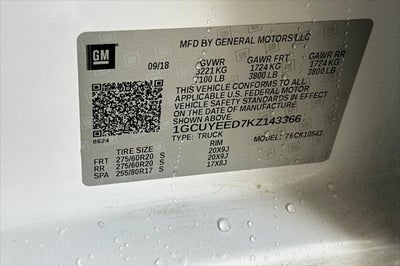 GM
MFD BY GENERAL MOTORS LLC
09/18 GVWR GAWR FRT GAWR RR
3221 KG 1724 KG 1724 KG
7100 LB 3800 LB 3800 LB
THIS VEHICLE CONFORMS TO ALL
APPLICABLE U.S. FEDERAL MOTOR
VEHICLE SAFETY STANDARDS IN EFFECT
ON THE DATE OF MANUFACTURE
SHOWN ABOVE.
1GCUYEED7KZ143366
TYPE: TRUCK MODEL: 76CK10543
8624
TIRE SIZE RIM
FRT 275/60R20 S 20X9J
RR 275/60R20 S 20X9J
SPA 255/80R17 S 17X8J